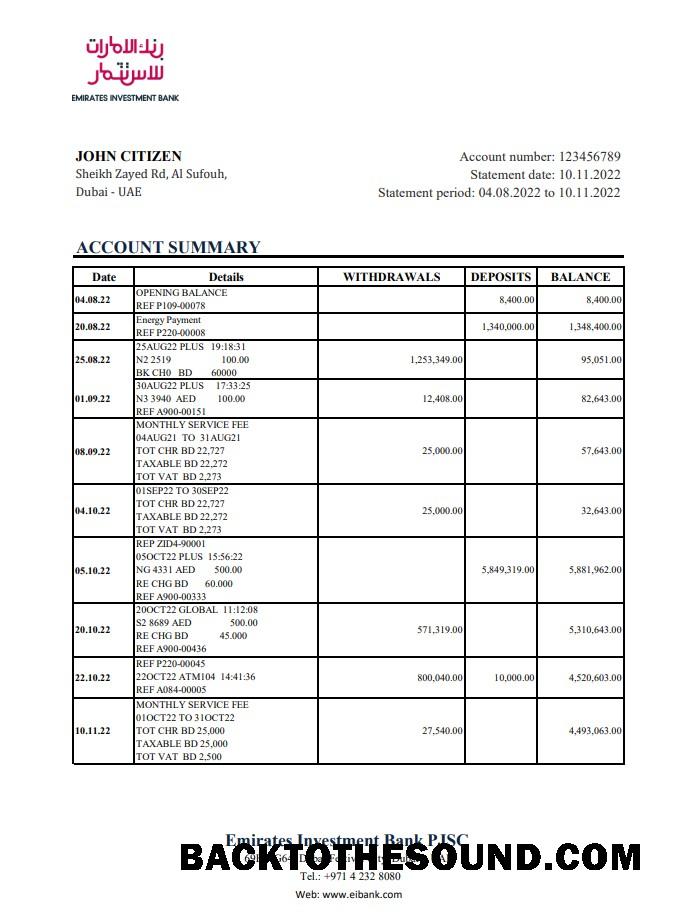 بنك الامارات
للاستثمار
EMIRATES INVESTMENT BANK
JOHN CITIZEN
Sheikh Zayed Rd, Al Sufouh,
Dubai - UAE
Account number: 123456789
Statement date: 10.11.2022
Statement period: 04.08.2022 to 10.11.2022
ACCOUNT SUMMARY
Date Details WITHDRAWALS DEPOSITS BALANCE
OPENING BALANCE
04.08.22 8,400.00 8,400.00
REF P109-00078
Energy Payment
20.08.22 1,340,000.00 1,348,400.00
REF P220-00008
25AUG22 PLUS 19:18:31
25.08.22 N2 2519 100.00 1,253,349.00 95,051.00
BK CH0 BD 60000
30AUG22 PLUS 17:33:25
01.09.22 N3 3940 AED 100.00 12,408.00 82,643.00
REF A900-00151
MONTHLY SERVICE FEE
04AUG21 TO 31AUG21
08.09.22 TOT CHR BD 22,727 25,000.00 57,643.00
TAXABLE BD 22,272
TOT VAT BD 2,273
01SEP22 TO 30SEP22
TOT CHR BD 22,727
04.10.22 25,000.00 32,643.00
TAXABLE BD 22,272
TOT VAT BD 2,273
REP ZID4-90001
05OCT22 PLUS 15:56:22
05.10.22 NG 4331 AED 500.00 5,849,319.00 5,881,962.00
RE CHG BD 60.000
REF A900-00333
20OCT22 GLOBAL 11:12:08
S2 8689 AED 500.00
20.10.22 571,319.00 5,310,643.00
RE CHG BD 45.000
REF A900-00436
REF P220-00045
22.10.22 22OCT22 ATM104 14:41:36 800,040.00 10,000.00 4,520,603.00
REF A084-00005
MONTHLY SERVICE FEE
01OCT22 TO 31OCT22
10.11.22 TOT CHR BD 25,000 27,540.00 4,493,063.00
TAXABLE BD 25,000
TOT VAT BD 2,500
Emirates Investment Bank PJSC
BACKTOTHESOUND.COM
Tel.: +971 4 232 8080
Web: www.eibank.com